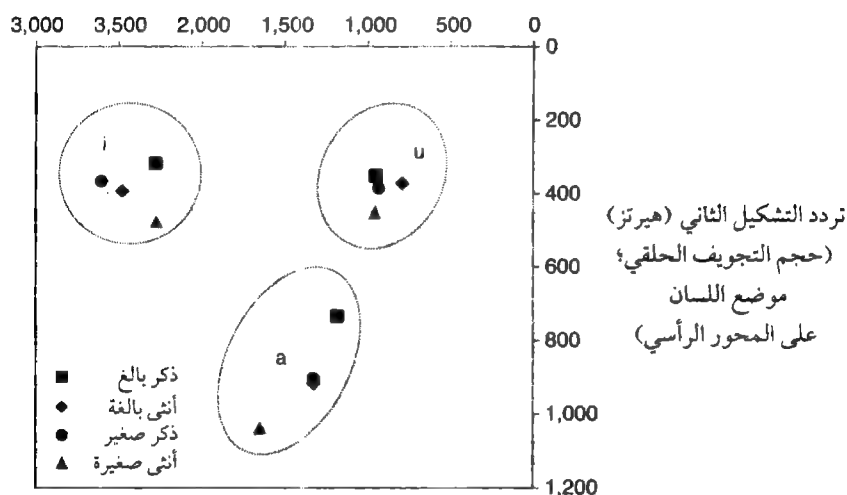 3,000 3,500 2,000 1,500 1,000 500 0
0
200
400
600
800
1,000
1,200
i
u
a
تردد التشكيل الثاني (هيرتز)
(حجم التجويف الحلقي؛
موضع اللسان
على المحور الرأسي)
ذكر بالغ
أنثى بالغة
ذكر صغير
أنثى صغيرة